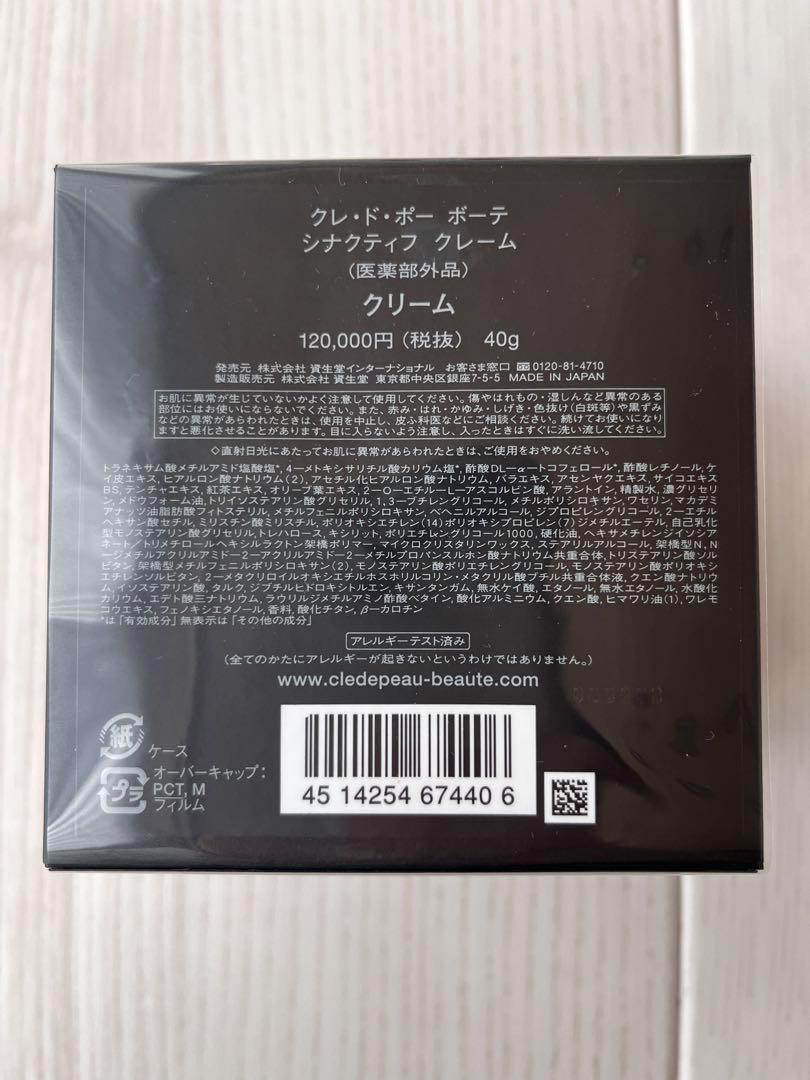 クレ・ド・ポー ボーテ
シナクティフ クレーム
（医薬部外品）
クリーム
120,000円（税抜） 40g
発売元 株式会社 資生堂インターナショナル お客さま窓口 0120-81-4710
製造販売元 株式会社 資生堂 東京都中央区銀座7-5-5 MADE IN JAPAN
お肌に異常が生じていないかよく注意して使用してください。傷やはれもの・湿しんなど異常のある
部位にはお使いにならないでください。また、赤み・はれ・かゆみ・しげき・色抜け（白斑等）や黒ずみ
などの異常があらわれたときは、使用を中止し、皮ふ科医などにご相談ください。続けてお使いになり
ますと悪化させることがあります。目に入らないよう注意し、入ったときはすぐに洗い流してください。
◇直射日光にあたってお肌に異常があらわれたときは、ご使用をおやめください。
トラネキサム酸メチルアミド塩酸塩*, 4ーメトキシサリチル酸カリウム塩*, 酢酸DLーαートコフェロール*, 酢酸レチノール, ケ
イ皮エキス, ヒアルロン酸ナトリウム（2）, アセチル化ヒアルロン酸ナトリウム, バラエキス, アセンヤクエキス, サイコエキス
BS, テンチャエキス, 紅茶エキス, オリーブ葉エキス, 2ーOーエチルーLーアスコルビン酸, アラントイン, 精製水, 濃グリセリ
ン, メドウフォーム油, トリイソステアリン酸グリセリル, 1,3ーブチレングリコール, メチルポリシロキサン, ワセリン, マカデミ
アナッツ油脂肪酸フィトステリル, メチルフェニルポリシロキサン, ベヘニルアルコール, ジプロピレングリコール, 2ーエチル
ヘキサン酸セチル, ミリスチン酸ミリスチル, ポリオキシエチレン（14）ポリオキシプロピレン（7）ジメチルエーテル, 自己乳化
型モノステアリン酸グリセリル, トレハロース, キシリット, ポリエチレングリコール1000, 硬化油, ヘキサメチレンジイソシア
ネート／トリメチロールヘキシルラクトン架橋ポリマー, マイクロクリスタリンワックス, ステアリルアルコール, 架橋型N,N
ージメチルアクリルアミドー2ーアクリルアミドー2ーメチルプロパンスルホン酸ナトリウム共重合体, トリステアリン酸ソル
ビタン, 架橋型メチルフェニルポリシロキサン（2）, モノステアリン酸ポリエチレングリコール, モノステアリン酸ポリオキシ
エチレンソルビタン, 2ーメタクリロイルオキシエチルホスホリルコリン・メタクリル酸ブチル共重合体液, クエン酸ナトリウ
ム, イソステアリン酸, タルク, ジブチルヒドロキシトルエン, キサンタンガム, 無水ケイ酸, エタノール, 無水エタノール, 水酸化
カリウム, エデト酸三ナトリウム, ラウリルジメチルアミノ酢酸ベタイン, 酸化アルミニウム, クエン酸, ヒマワリ油（1）, ワレモ
コウエキス, フェノキシエタノール, 香料, 酸化チタン, βーカロチン
*は「有効成分」無表示は「その他の成分」
アレルギーテスト済み
（全てのかたにアレルギーが起きないというわけではありません。）
www.cledepeau-beaute.com
紙 ケース
プラ オーバーキャップ：
PCT, M
フィルム
45 14254 67440 6